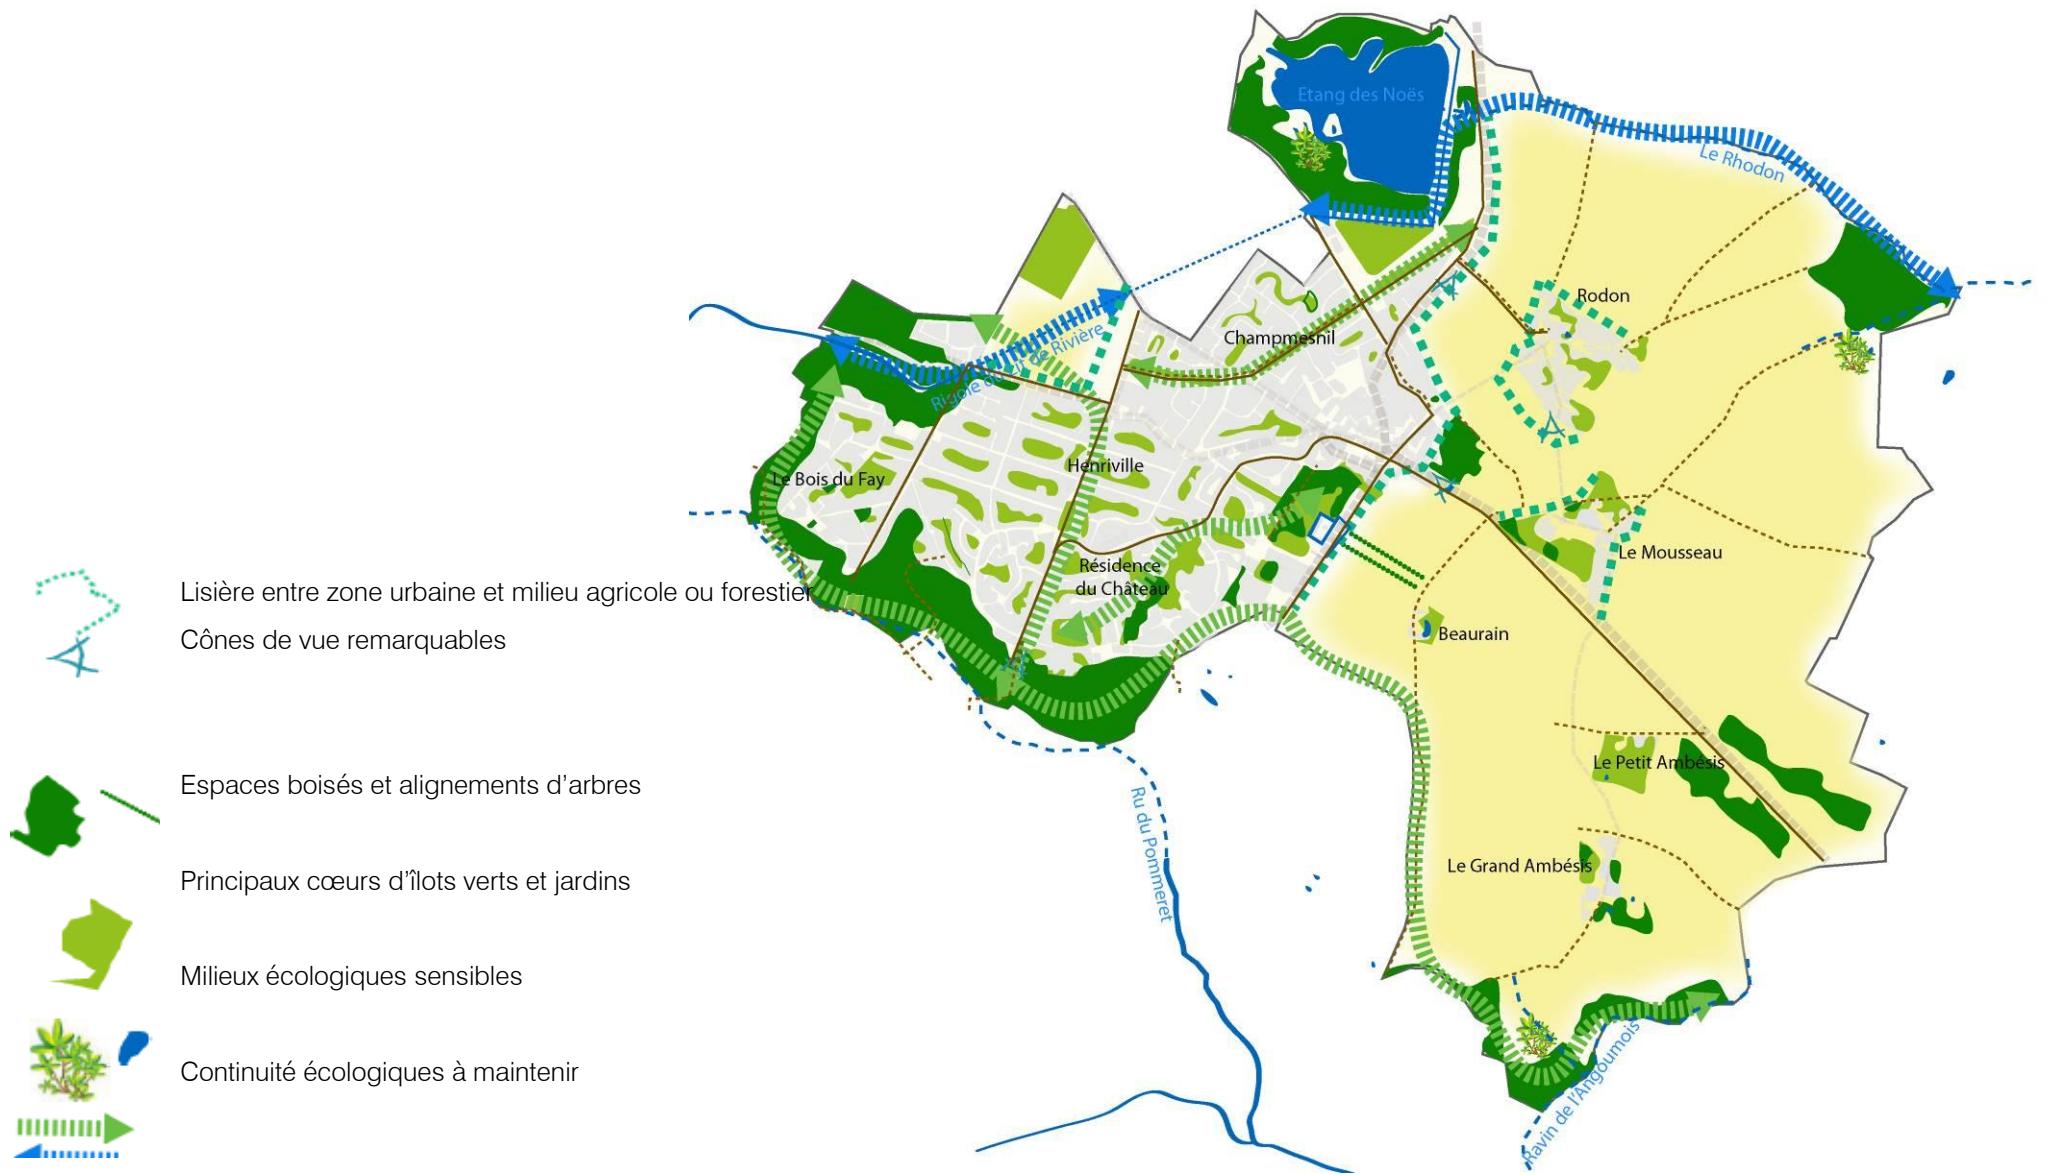 Etang des Noës
Le Rhodon
Rodon
Champmesnil
Rigole du Lit de Rivière
Henriville
Le Bois du Fay
Le Mousseau
Résidence
du Château
Lisière entre zone urbaine et milieu agricole ou forestier
Cônes de vue remarquables
Beaurain
Le Petit Ambésis
Espaces boisés et alignements d’arbres
Ru du Pommeret
Le Grand Ambésis
Principaux cœurs d’îlots verts et jardins
Milieux écologiques sensibles
Continuité écologiques à maintenir
Ravin de l'Angoumois